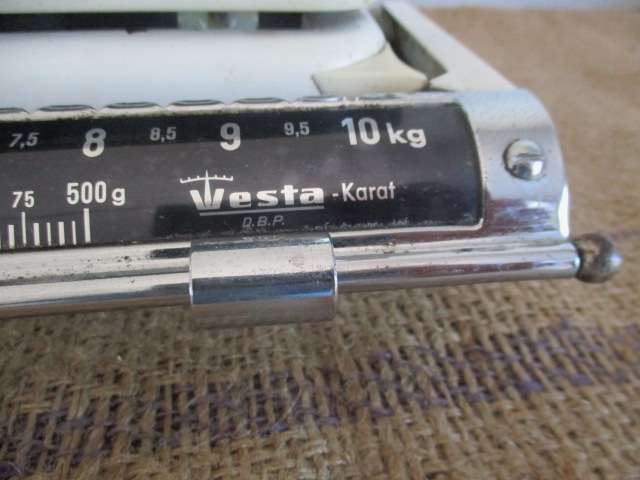 7,5 8 8,5 9 9,5 10 kg
75 500 g
Vesta - Karat
D.B.P.